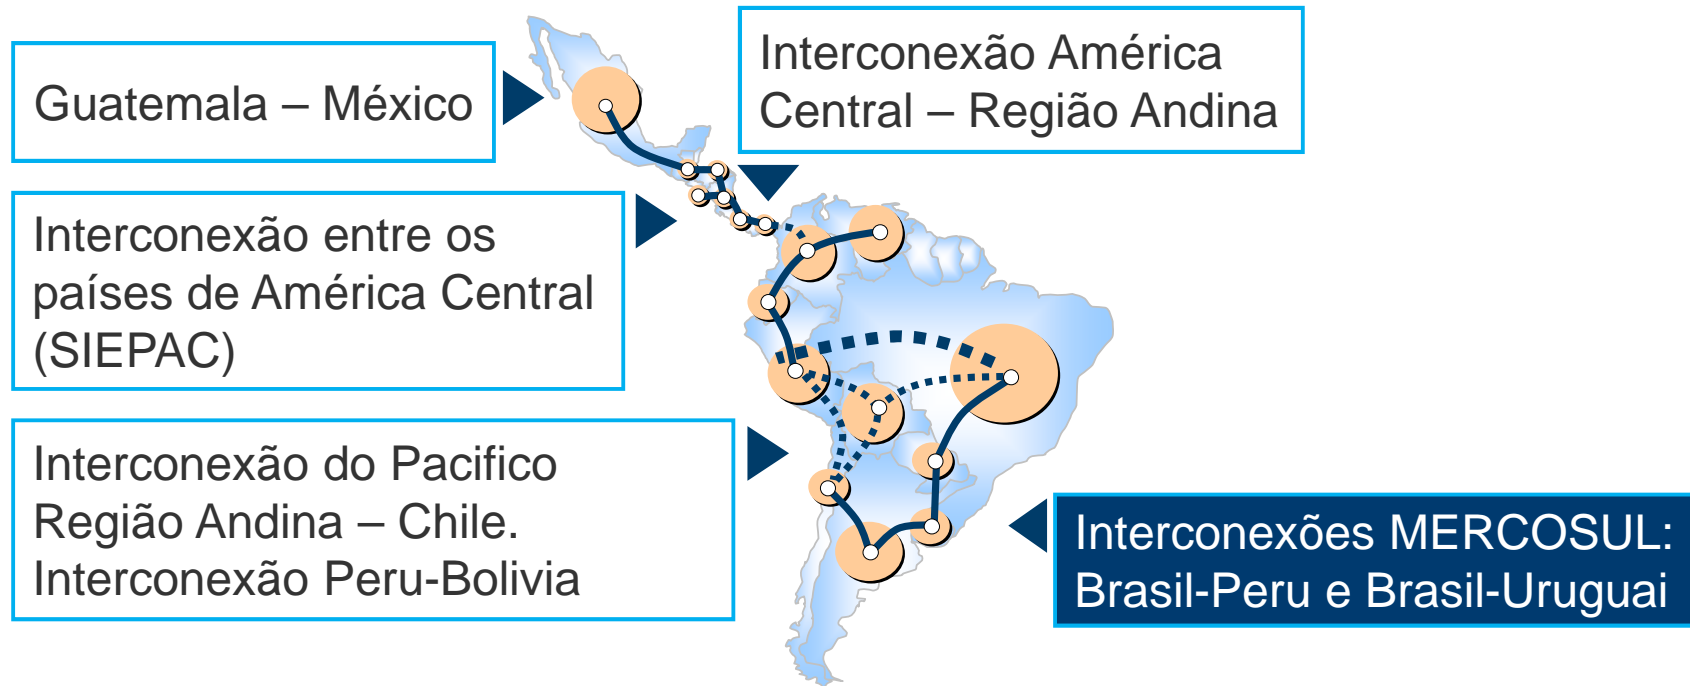 Guatemala – México
Interconexão América
Central – Região Andina
Interconexão entre os
países de América Central
(SIEPAC)
Interconexão do Pacifico
Região Andina – Chile.
Interconexão Peru-Bolivia
Interconexões MERCOSUL:
Brasil-Peru e Brasil-Uruguai